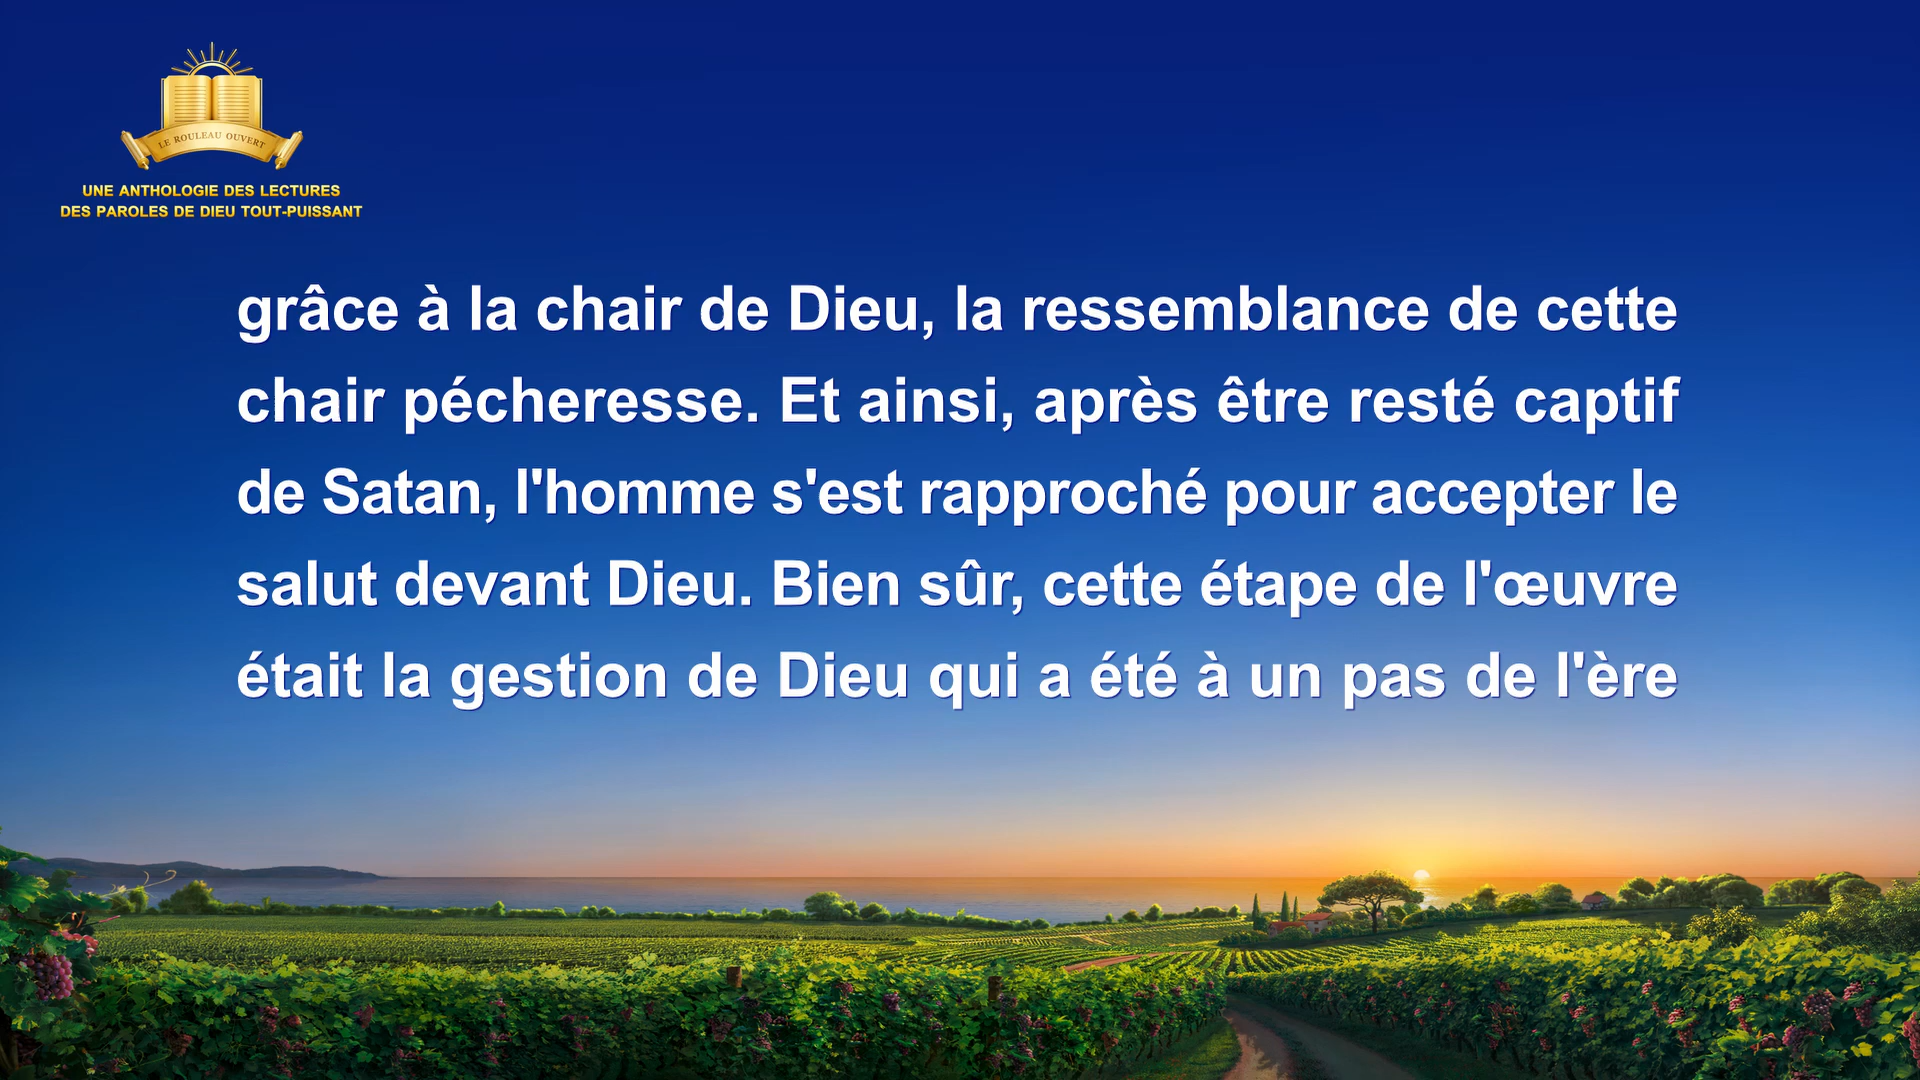 LE ROULEAU OUVERT
UNE ANTHOLOGIE DES LECTURES
DES PAROLES DE DIEU TOUT-PUISSANT
grâce à la chair de Dieu, la ressemblance de cette
chair pécheresse. Et ainsi, après être resté captif
de Satan, l'homme s'est rapproché pour accepter le
salut devant Dieu. Bien sûr, cette étape de l'œuvre
était la gestion de Dieu qui a été à un pas de l'ère